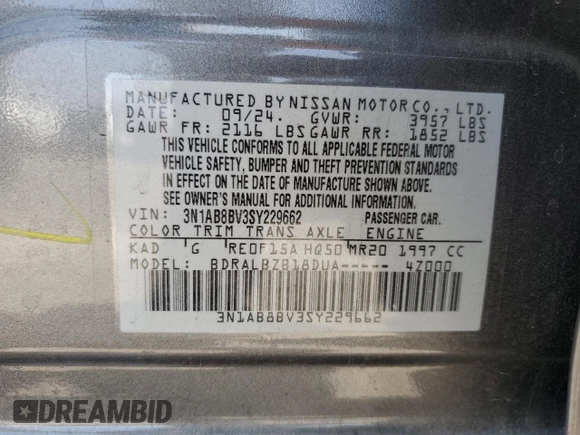 MANUFACTURED BY NISSAN MOTOR CO., LTD.
DATE: 09/24. GVWR: 3957 LBS
GAWR FR: 2116 LBS GAWR RR: 1852 LBS
THIS VEHICLE CONFORMS TO ALL APPLICABLE FEDERAL MOTOR
VEHICLE SAFETY, BUMPER AND THEFT PREVENTION STANDARDS
IN EFFECT ON THE DATE OF MANUFACTURE SHOWN ABOVE.
SEE OWNER'S MANUAL FOR ADDITIONAL INFORMATION.
VIN: 3N1AB8BV3SY229662 PASSENGER CAR.
COLOR TRIM TRANS AXLE ENGINE
KAD G RE0F15A HQ50 MR20 1997 CC
MODEL: BDRALBZB18DUA----- 4Z000
3N1AB8BV3SY229662
DREAMBID